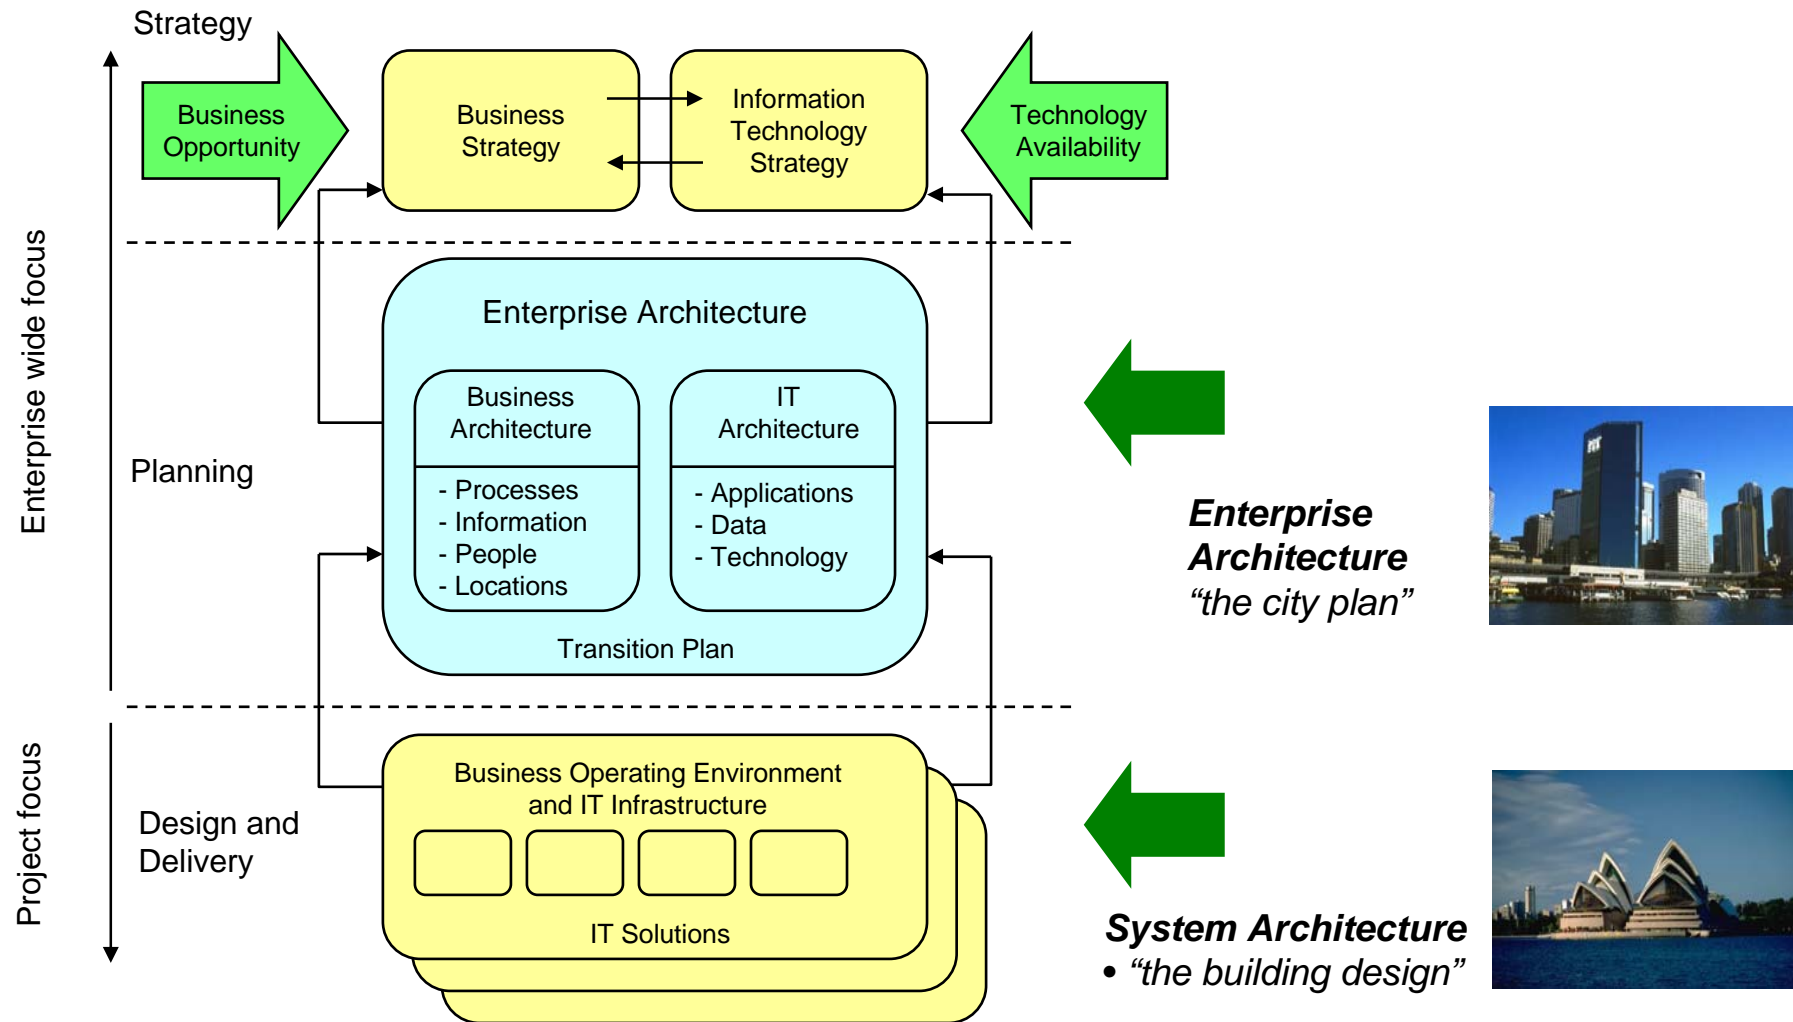 Strategy
Business
Opportunity
Business
Strategy
Information
Technology
Strategy
Technology
Availability
Enterprise wide focus
Planning
Enterprise Architecture
Business
Architecture
- Processes
- Information
- People
- Locations
IT
Architecture
- Applications
- Data
- Technology
Transition Plan
Enterprise
Architecture
“the city plan”
Project focus
Design and
Delivery
Business Operating Environment
and IT Infrastructure
IT Solutions
System Architecture
• “the building design”